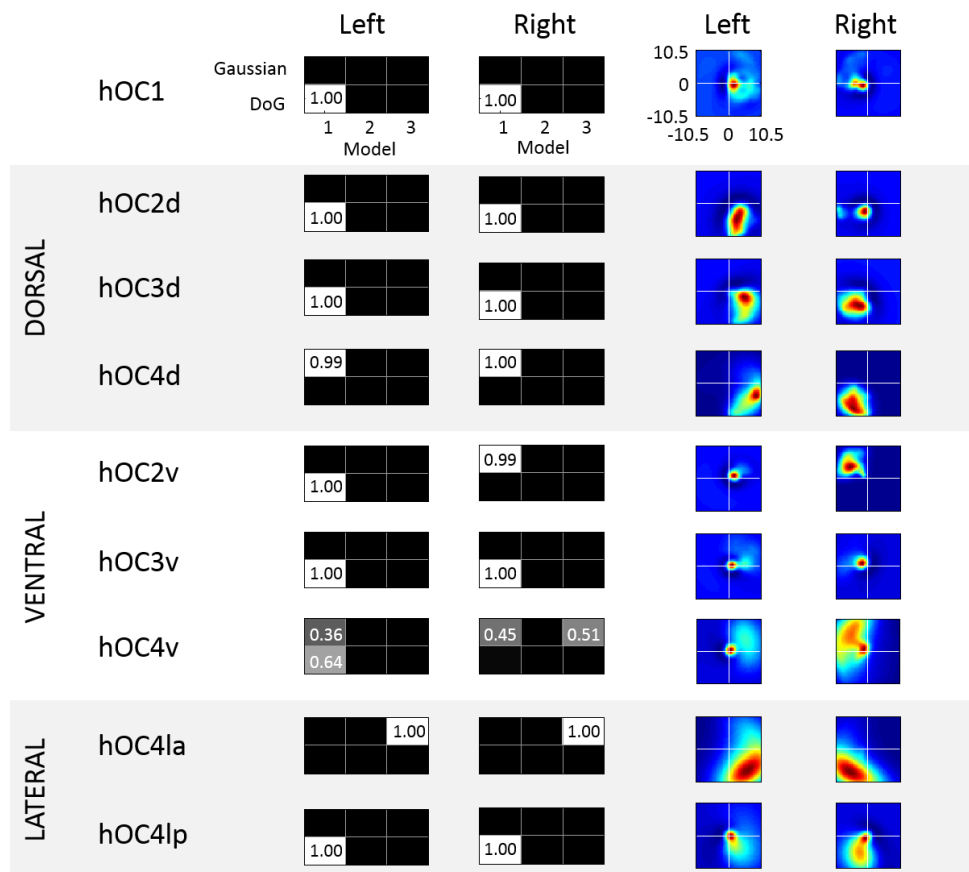 Left Right Left Right
hOC1
Gaussian
DoG
1.00 1.00
1 2 3 1 2 3
Model Model
10.5
0
-10.5
-10.5 0 10.5
DORSAL
hOC2d
1.00 1.00
hOC3d
1.00 1.00
hOC4d
0.99 1.00
VENTRAL
hOC2v
0.99
1.00
hOC3v
1.00 1.00
hOC4v
0.36 0.45 0.51
0.64
LATERAL
hOC4la
1.00 1.00
hOC4lp
1.00 1.00